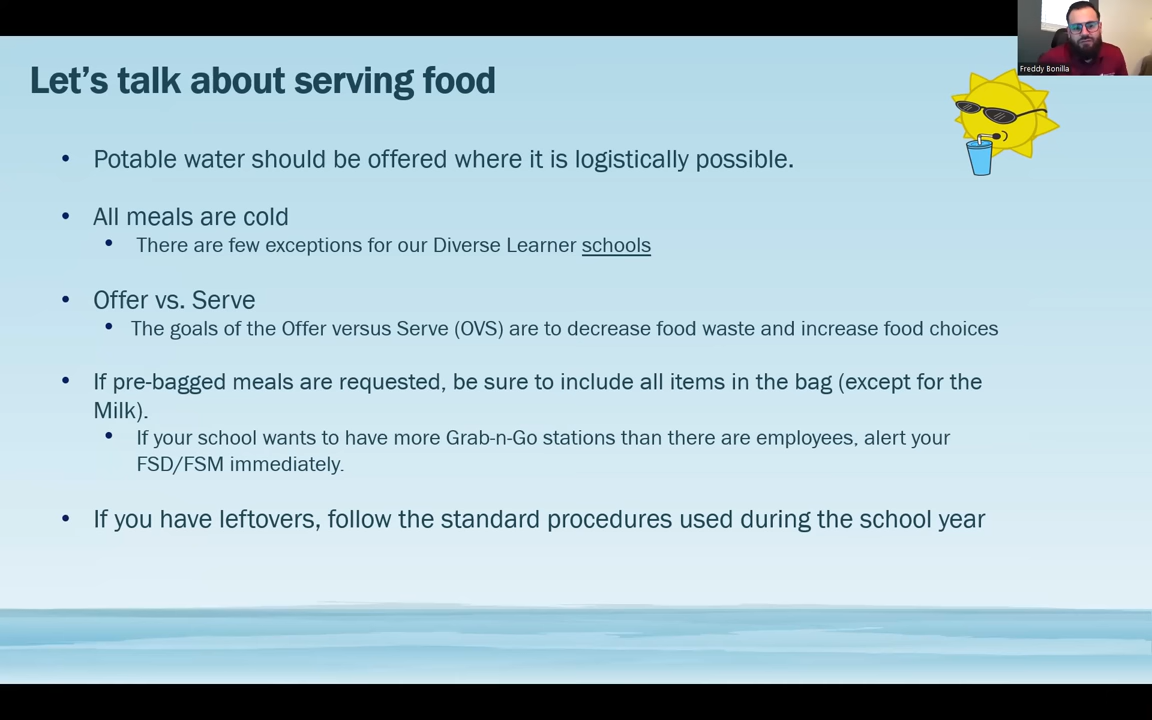 Freddy Bonilla
Let's talk about serving food
• Potable water should be offered where it is logistically possible.
• All meals are cold
• There are few exceptions for our Diverse Learner schools
• Offer vs. Serve
• The goals of the Offer versus Serve (OVS) are to decrease food waste and increase food choices
• If pre-bagged meals are requested, be sure to include all items in the bag (except for the
Milk).
• If your school wants to have more Grab-n-Go stations than there are employees, alert your
FSD/FSM immediately.
• If you have leftovers, follow the standard procedures used during the school year